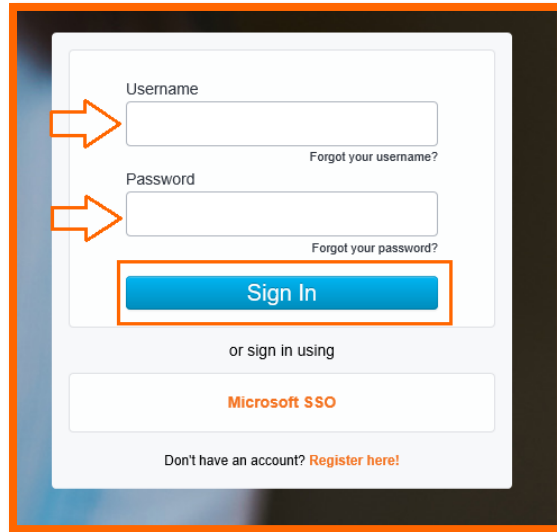 Username
Forgot your username?
Password
Forgot your password?
Sign In
or sign in using
Microsoft SSO
Don't have an account? Register here!